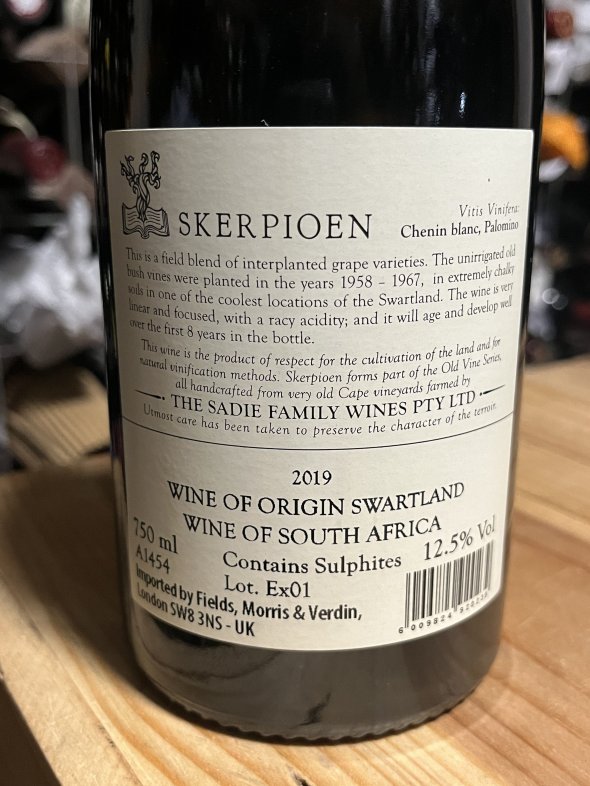 SKERPIOEN
Vitis Vinifera:
Chenin blanc, Palomino
This is a field blend of interplanted grape varieties. The unirrigated old
bush vines were planted in the years 1958 – 1967, in extremely chalky
soils in one of the coolest locations of the Swartland. The wine is very
linear and focused, with a racy acidity; and it will age and develop well
over the first 8 years in the bottle.
This wine is the product of respect for the cultivation of the land and for
natural vinification methods. Skerpioen forms part of the Old Vine Series,
all handcrafted from very old Cape vineyards farmed by
THE SADIE FAMILY WINES PTY LTD
Utmost care has been taken to preserve the character of the terroir.
2019
WINE OF ORIGIN SWARTLAND
WINE OF SOUTH AFRICA
750 ml
A1454
Contains Sulphites
12.5% Vol
Lot. Ex01
Imported by Fields, Morris & Verdin,
London SW8 3NS - UK